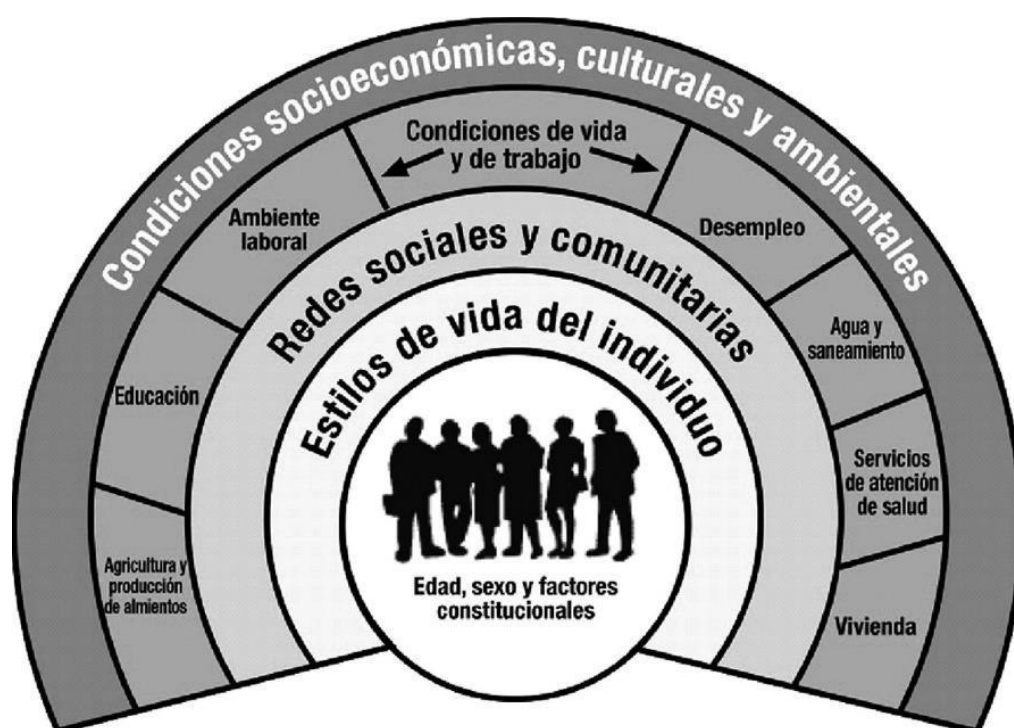 Condiciones socioeconómicas, culturales y ambientales
Condiciones de vida
y de trabajo
Ambiente
laboral
Desempleo
Redes sociales y comunitarias
Estilos de vida del individuo
Agua y
saneamiento
Educación
Servicios
de atención
de salud
Agricultura y
producción
de almientos
Vivienda
Edad, sexo y factores
constitucionales